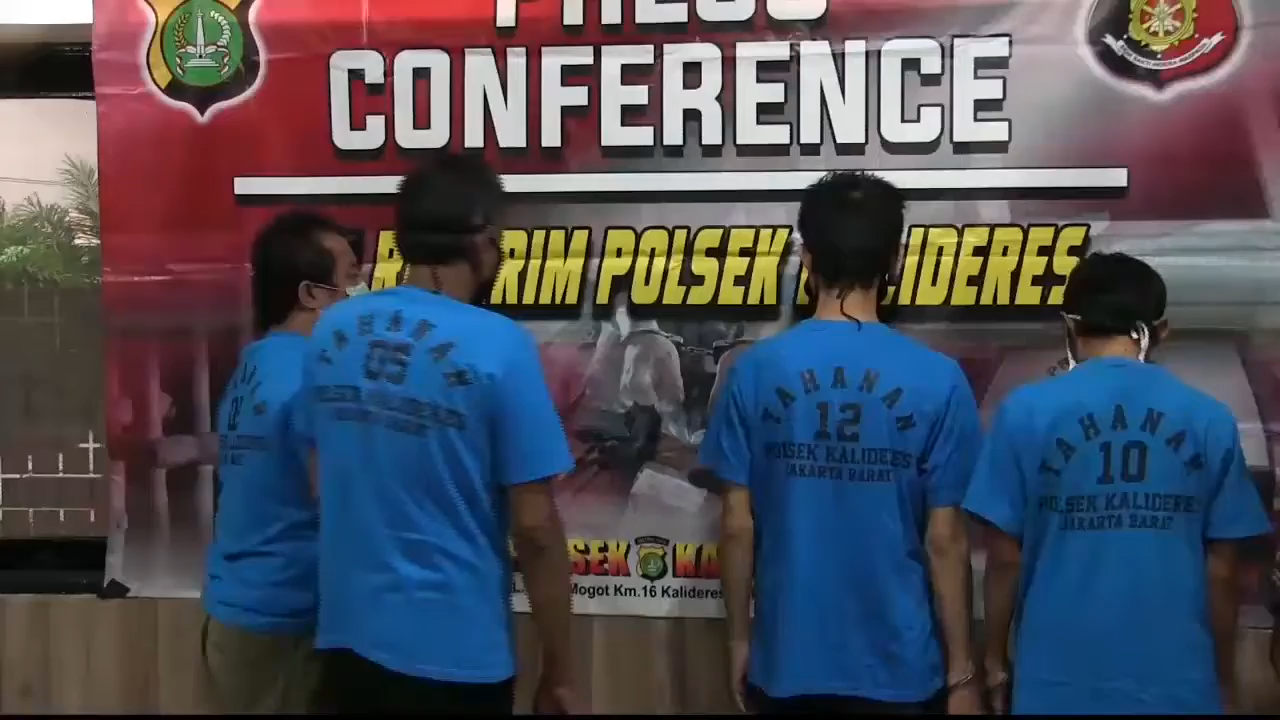 PRESS
CONFERENCE
POLSEK KALIDERES
TAHANAN
05
TAHANAN
12
POLSEK KALIDERES
JAKARTA BARAT
TAHANAN
10
POLSEK KALIDERES
JAKARTA BARAT
Mogot Km.16 Kalideres